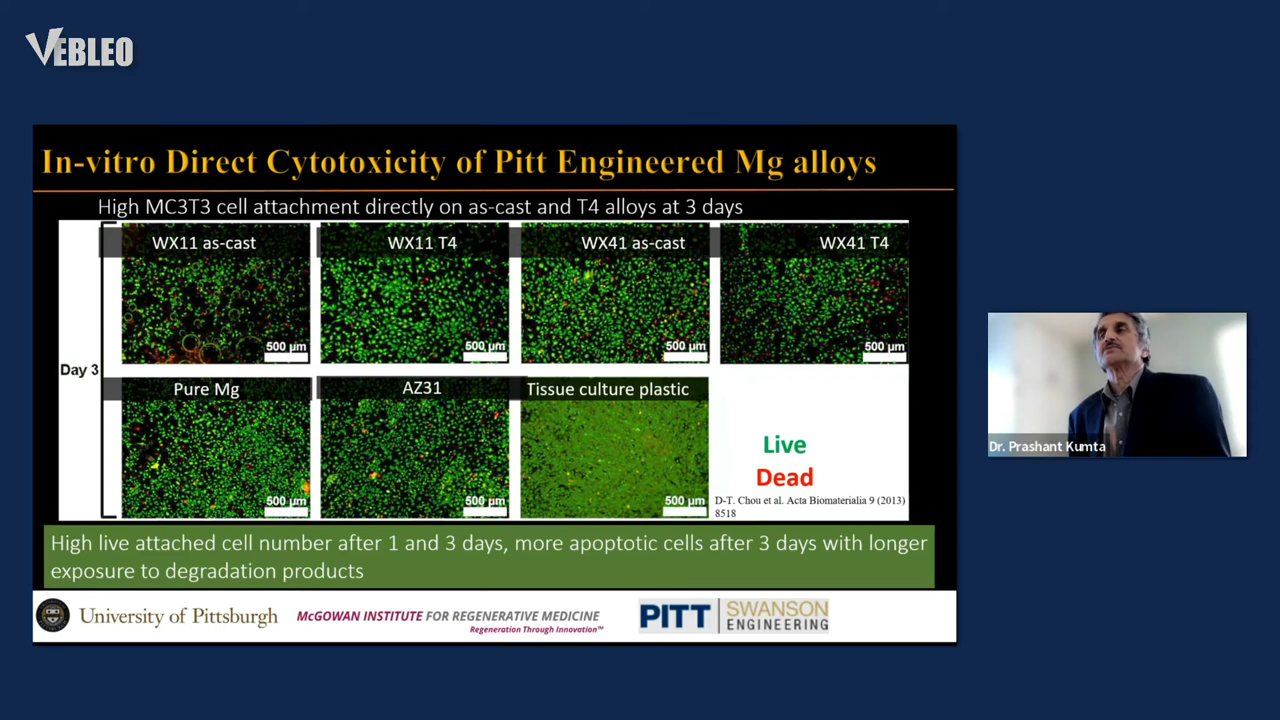 VEBLEO
In-vitro Direct Cytotoxicity of Pitt Engineered Mg alloys
High MC3T3 cell attachment directly on as-cast and T4 alloys at 3 days
WX11 as-cast
WX11 T4
WX41 as-cast
WX41 T4
500 µm
500 µm
500 µm
500 µm
Day 3
Pure Mg
AZ31
Tissue culture plastic
500 µm
500 µm
500 µm
Live
Dead
D-T. Chou et al. Acta Biomaterialia 9 (2013)
8518
High live attached cell number after 1 and 3 days, more apoptotic cells after 3 days with longer
exposure to degradation products
University of Pittsburgh
McGOWAN INSTITUTE FOR REGENERATIVE MEDICINE
Regeneration Through Innovation™
PITT SWANSON
ENGINEERING
Dr. Prashant Kumta